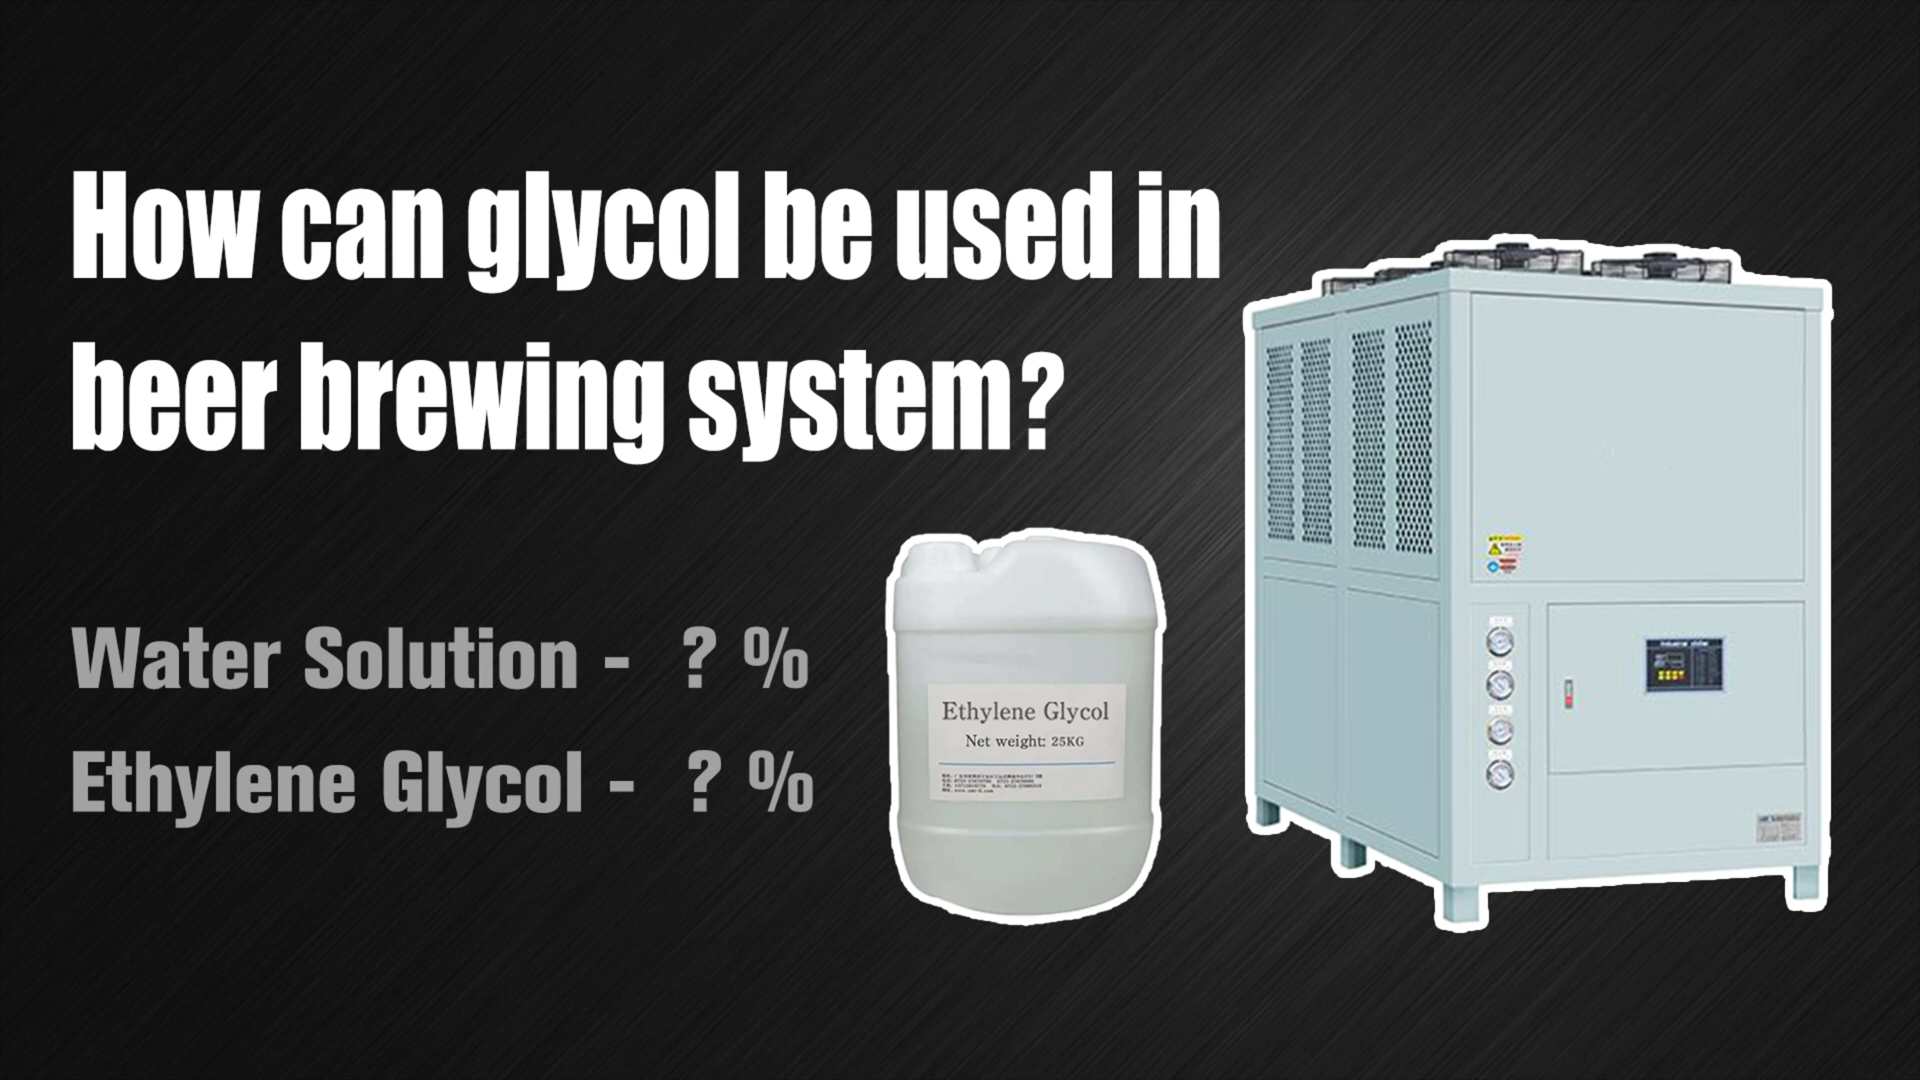 How can glycol be used in
beer brewing system?
Water Solution - ? %
Ethylene Glycol - ? %
Ethylene Glycol
Net weight: 25KG